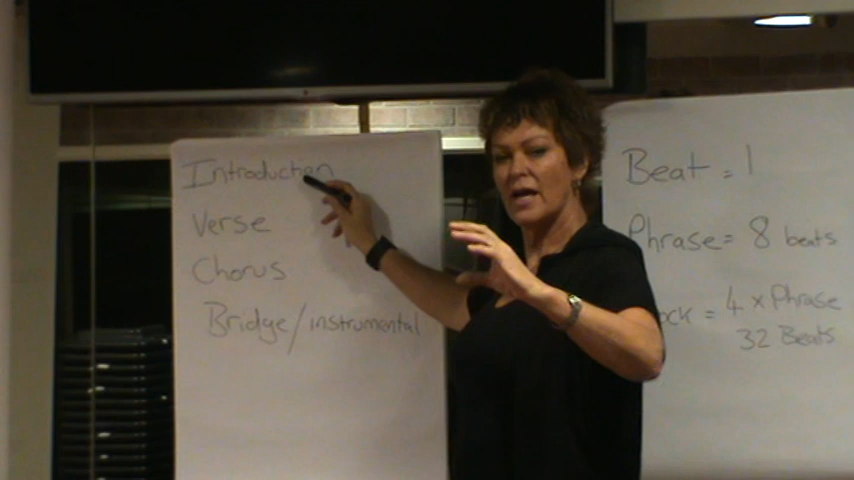 Introduction
Verse
Chorus
Bridge/instrumental
Beat = 1
Phrase = 8 beats
= 4 x Phrase
32 Beats